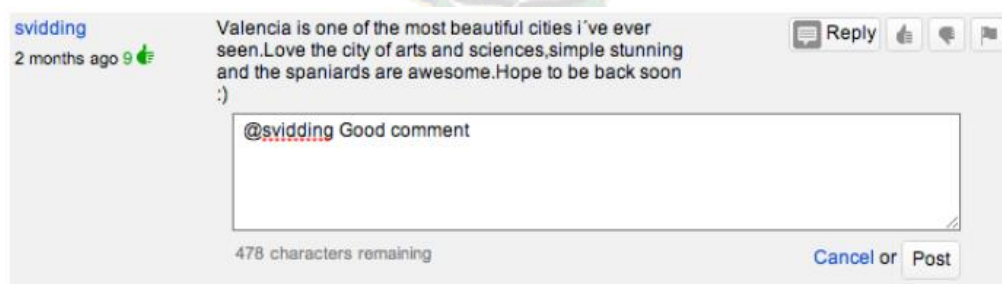 svidding
2 months ago 9
Valencia is one of the most beautiful cities i´ve ever
seen.Love the city of arts and sciences,simple stunning
and the spaniards are awesome.Hope to be back soon
:)
Reply
@svidding Good comment
478 characters remaining
Cancel or Post